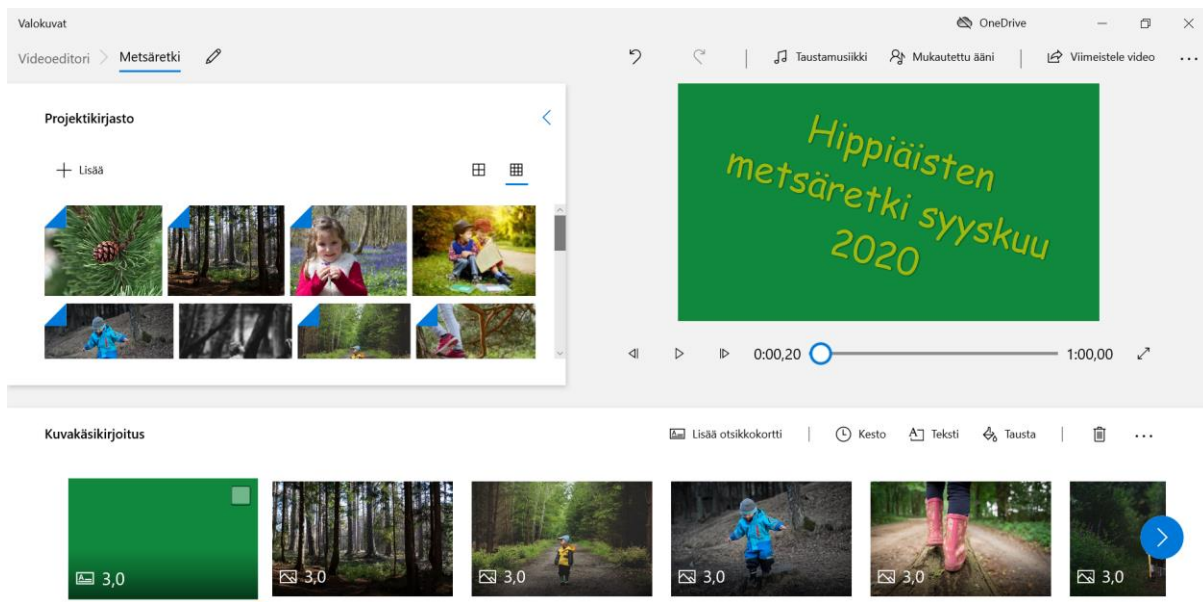 Valokuvat
OneDrive
Videoeditori
Metsäretki
Taustamusiikki
Mukautettu ääni
Viimeistele video
Projektikirjasto
Lisää
Hippiäisten
metsäretki syyskuu
2020
0:00,20
1:00,00
Kuvakäsikirjoitus
Lisää otsikkokortti
Kesto
Teksti
Tausta
3,0
3,0
3,0
3,0
3,0
3,0